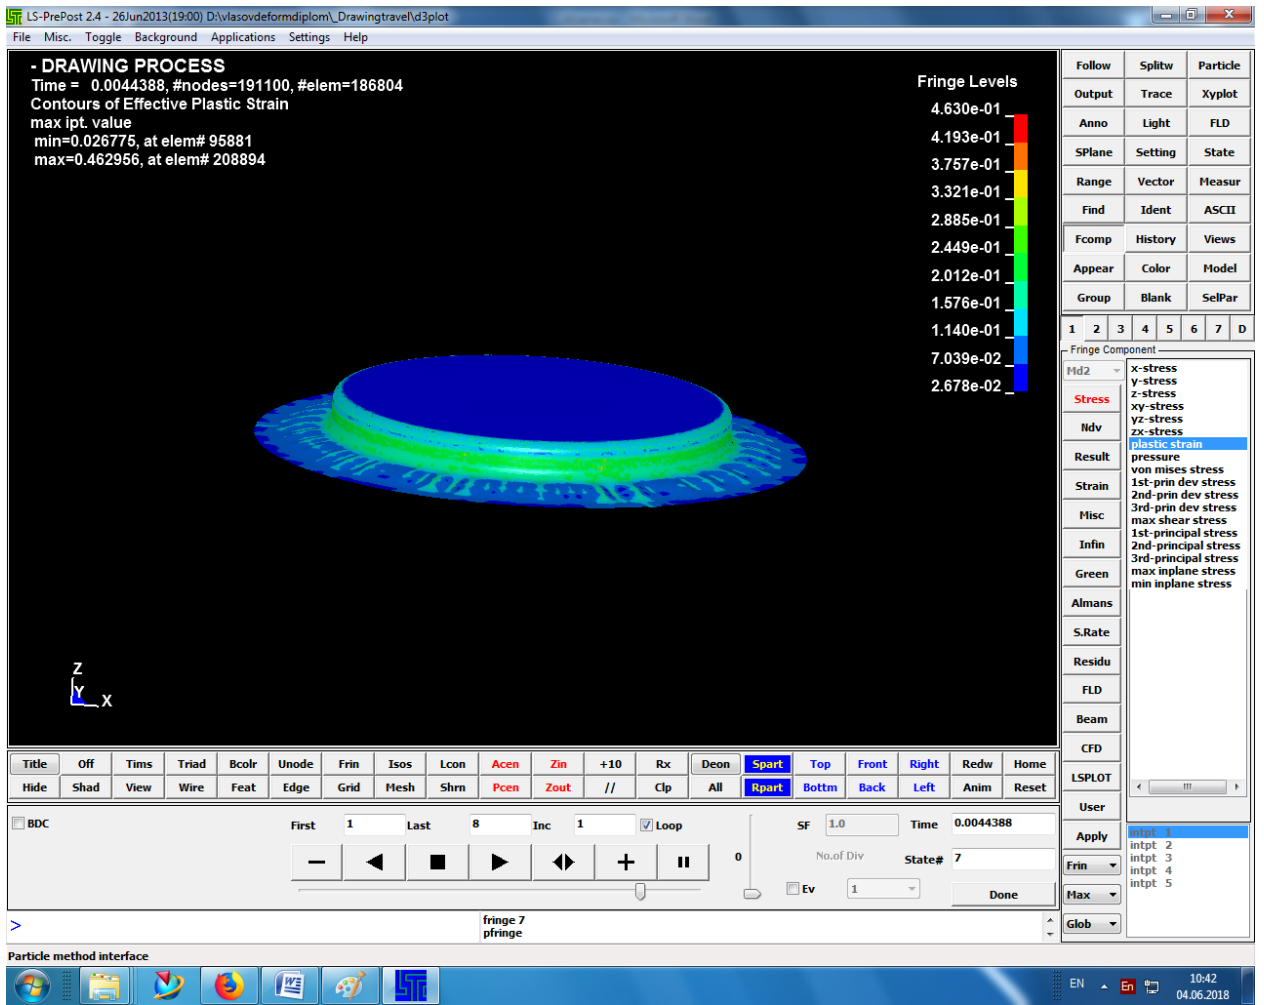 LS-PrePost 2.4 - 26Jun2013(19:00) D:\vlasovdeformdiplom\_Drawingtravel\d3plot
File Misc. Toggle Background Applications Settings Help
- DRAWING PROCESS
Time = 0.0044388, #nodes=191100, #elem=186804
Contours of Effective Plastic Strain
max ipt. value
min=0.026775, at elem# 95881
max=0.462956, at elem# 208894
Fringe Levels
4.630e-01
4.193e-01
3.757e-01
3.321e-01
2.885e-01
2.449e-01
2.012e-01
1.576e-01
1.140e-01
7.039e-02
2.678e-02
Z
Y
X
Follow Splitw Particle
Output Trace Xyplot
Anno Light FLD
SPlane Setting State
Range Vector Measur
Find Ident ASCII
Fcomp History Views
Appear Color Model
Group Blank SelPar
1 2 3 4 5 6 7 D
Fringe Component
Md2
Stress
Ndv
Result
Strain
Misc
Infin
Green
Almans
S.Rate
Residu
FLD
Beam
CFD
LSPLOT
User
Apply
Frin
Max
Glob
x-stress
y-stress
z-stress
xy-stress
yz-stress
zx-stress
plastic strain
pressure
von mises stress
1st-prin dev stress
2nd-prin dev stress
3rd-prin dev stress
max shear stress
1st-principal stress
2nd-principal stress
3rd-principal stress
max inplane stress
min inplane stress
intpt 1
intpt 2
intpt 3
intpt 4
intpt 5
Title Off Tims Triad Bcolr Unode Frin Isos Lcon Acen Zin +10 Rx Deon Spart Top Front Right Redw Home
Hide Shad View Wire Feat Edge Grid Mesh Shrn Pcen Zout // Clp All Rpart Bottm Back Left Anim Reset
BDC First 1 Last 8 Inc 1 Loop SF 1.0 Time 0.0044388
0 No.of Div State# 7
Ev 1 Done
> fringe 7
pfringe
Particle method interface
EN En 10:42
04.06.2018